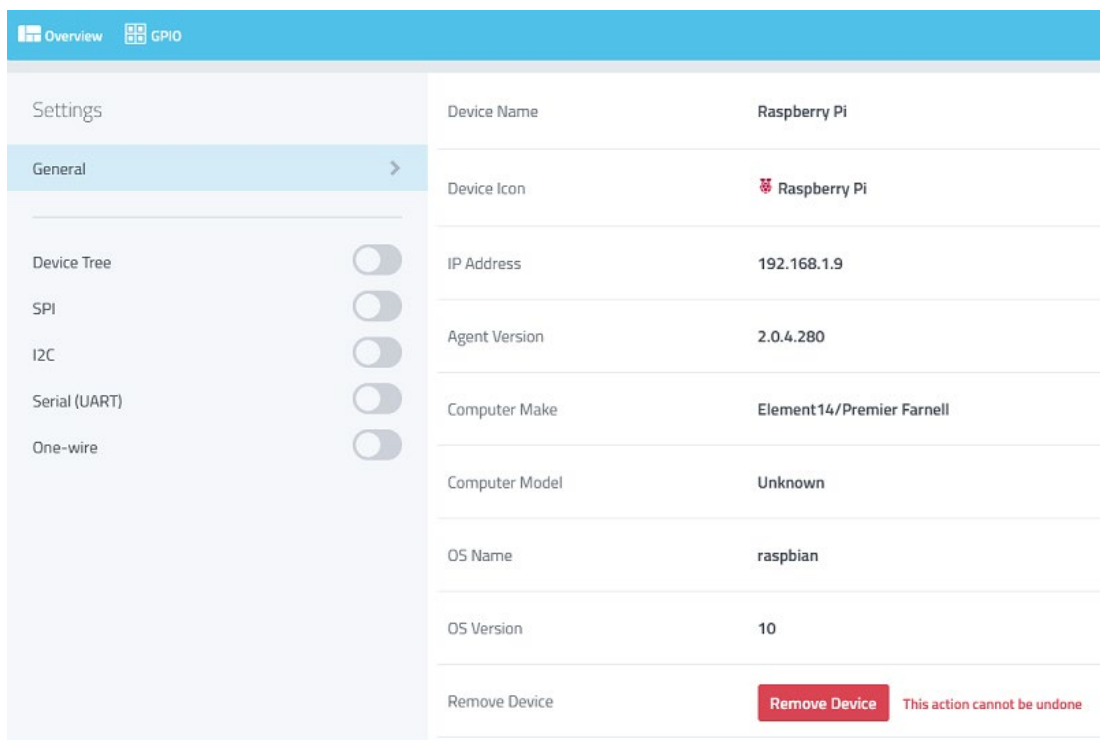 Overview GPIO
Settings
General
Device Tree
SPI
I2C
Serial (UART)
One-wire
Device Name Raspberry Pi
Device Icon Raspberry Pi
IP Address 192.168.1.9
Agent Version 2.0.4.280
Computer Make Element14/Premier Farnell
Computer Model Unknown
OS Name raspbian
OS Version 10
Remove Device Remove Device This action cannot be undone